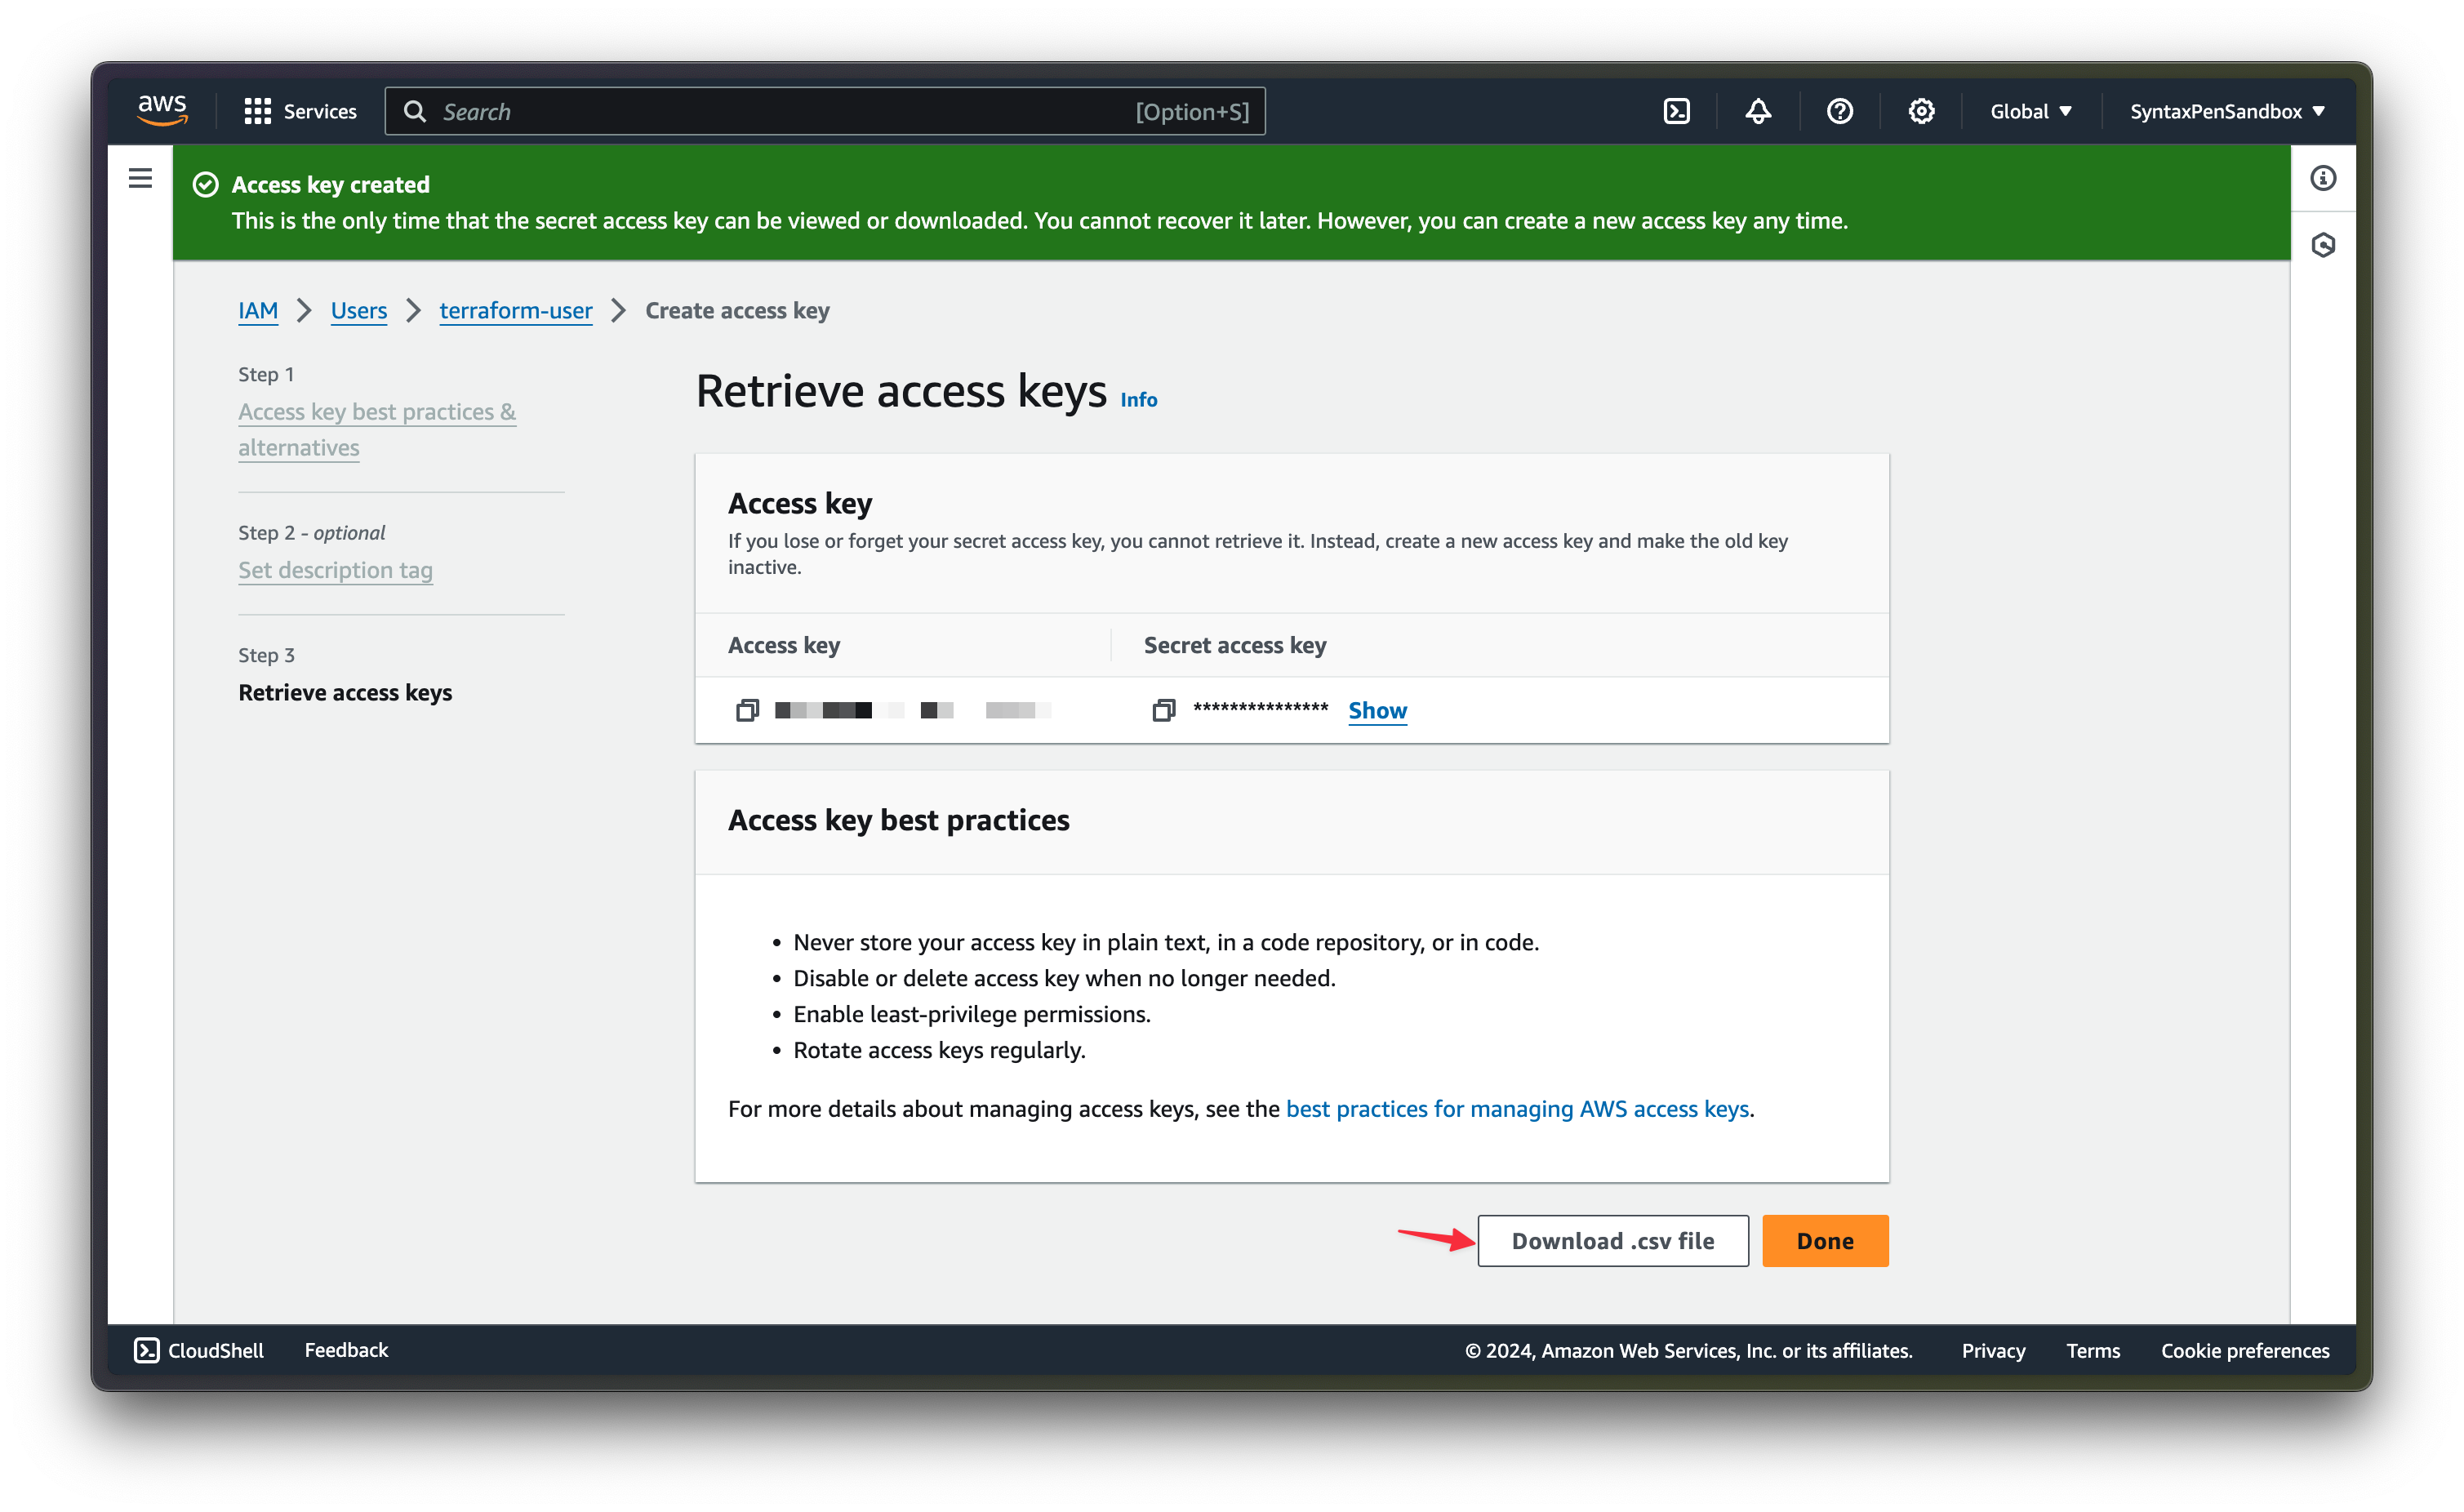 aws
Services
Search
[Option+S]
Global
SyntaxPenSandbox
Access key created
This is the only time that the secret access key can be viewed or downloaded. You cannot recover it later. However, you can create a new access key any time.
IAM > Users > terraform-user > Create access key
Step 1
Access key best practices &
alternatives
Step 2 - optional
Set description tag
Step 3
Retrieve access keys
Retrieve access keys Info
Access key
If you lose or forget your secret access key, you cannot retrieve it. Instead, create a new access key and make the old key
inactive.
Access key
Secret access key
*************** Show
Access key best practices
• Never store your access key in plain text, in a code repository, or in code.
• Disable or delete access key when no longer needed.
• Enable least-privilege permissions.
• Rotate access keys regularly.
For more details about managing access keys, see the best practices for managing AWS access keys.
Download .csv file
Done
CloudShell
Feedback
© 2024, Amazon Web Services, Inc. or its affiliates.
Privacy
Terms
Cookie preferences